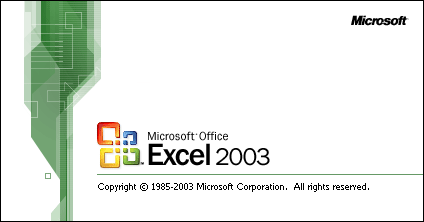 Microsoft
Microsoft® Office
Excel 2003
Copyright © 1985-2003 Microsoft Corporation. All rights reserved.